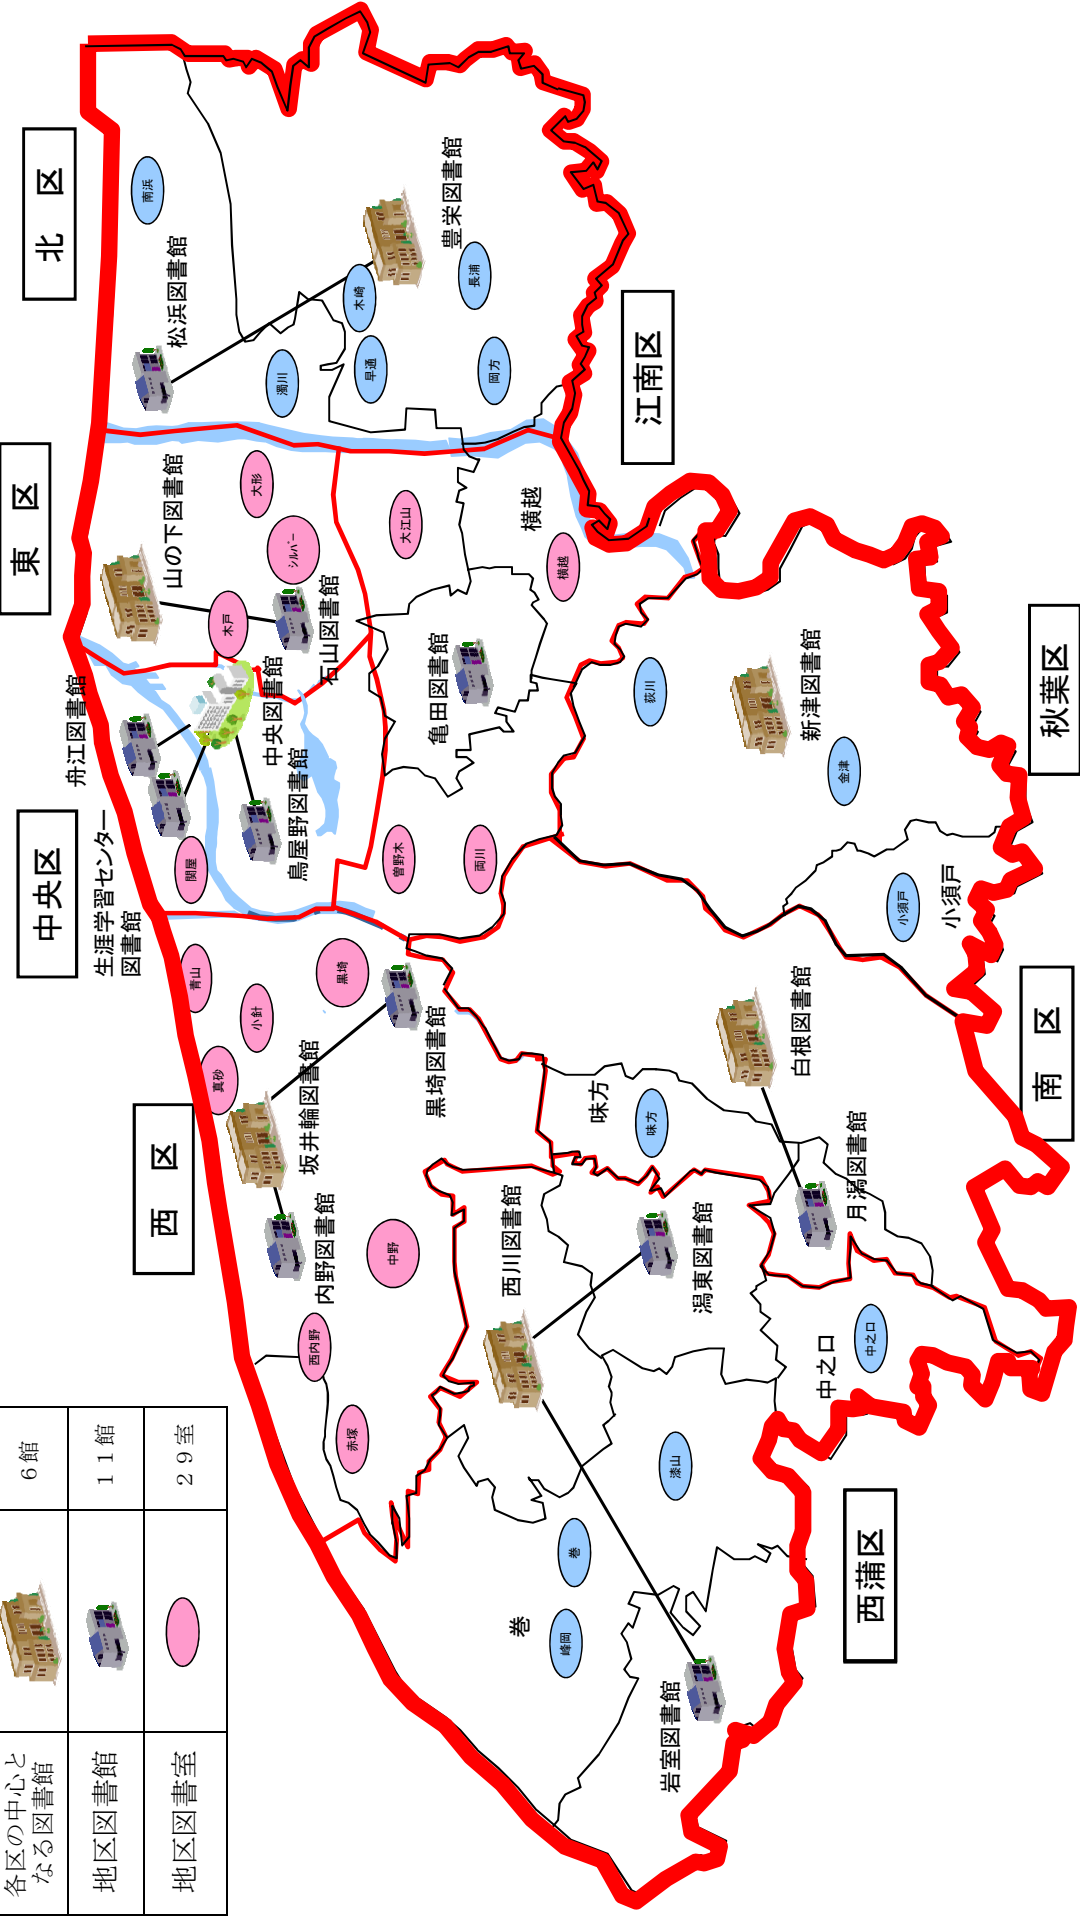 北　区
東　区
中央区
西　区
江南区
秋葉区
南　区
西蒲区
南浜
松浜図書館
豊栄図書館
木崎
長浦
濁川
早通
岡方
山の下図書館
大形
シルバー
木戸
石山図書館
大江山
横越
横越
舟江図書館
中央図書館
鳥屋野図書館
生涯学習センター
図書館
関屋
亀田図書館
曽野木
両川
荻川
新津図書館
金津
小須戸
小須戸
青山
小針
真砂
黒埼
黒埼図書館
坂井輪図書館
内野図書館
中野
西内野
赤塚
白根図書館
味方
味方
月潟図書館
西川図書館
潟東図書館
中之口
中之口
漆山
巻
巻
峰岡
岩室図書館
各区の中心と
なる図書館
６館
地区図書館
１１館
地区図書室
２９室